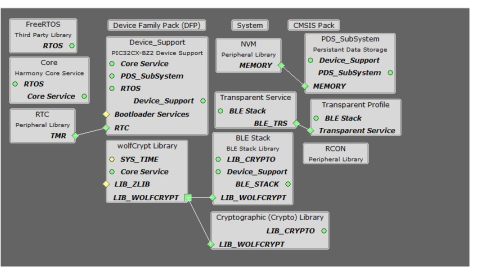 Device Family Pack (DFP)
System
CMSIS Pack
FreeRTOS
Third Party Library
RTOS
Core
Harmony Core Service
RTOS
Core Service
RTC
Peripheral Library
TMR
Device_Support
PIC32CX-BZ2 Device Support
Core Service
PDS_SubSystem
RTOS
Device_Support
Bootloader Services
RTC
wolfCrypt Library
SYS_TIME
Core Service
LIB_ZLIB
LIB_WOLFCRYPT
NVM
Peripheral Library
MEMORY
Transparent Service
BLE Stack
BLE_TRS
BLE Stack
BLE Stack Library
LIB_CRYPTO
Device_Support
BLE_STACK
LIB_WOLFCRYPT
Cryptographic (Crypto) Library
LIB_CRYPTO
LIB_WOLFCRYPT
PDS_SubSystem
Persistant Data Storage
Device_Support
PDS_SubSystem
MEMORY
Transparent Profile
BLE Stack
Transparent Service
RCON
Peripheral Library